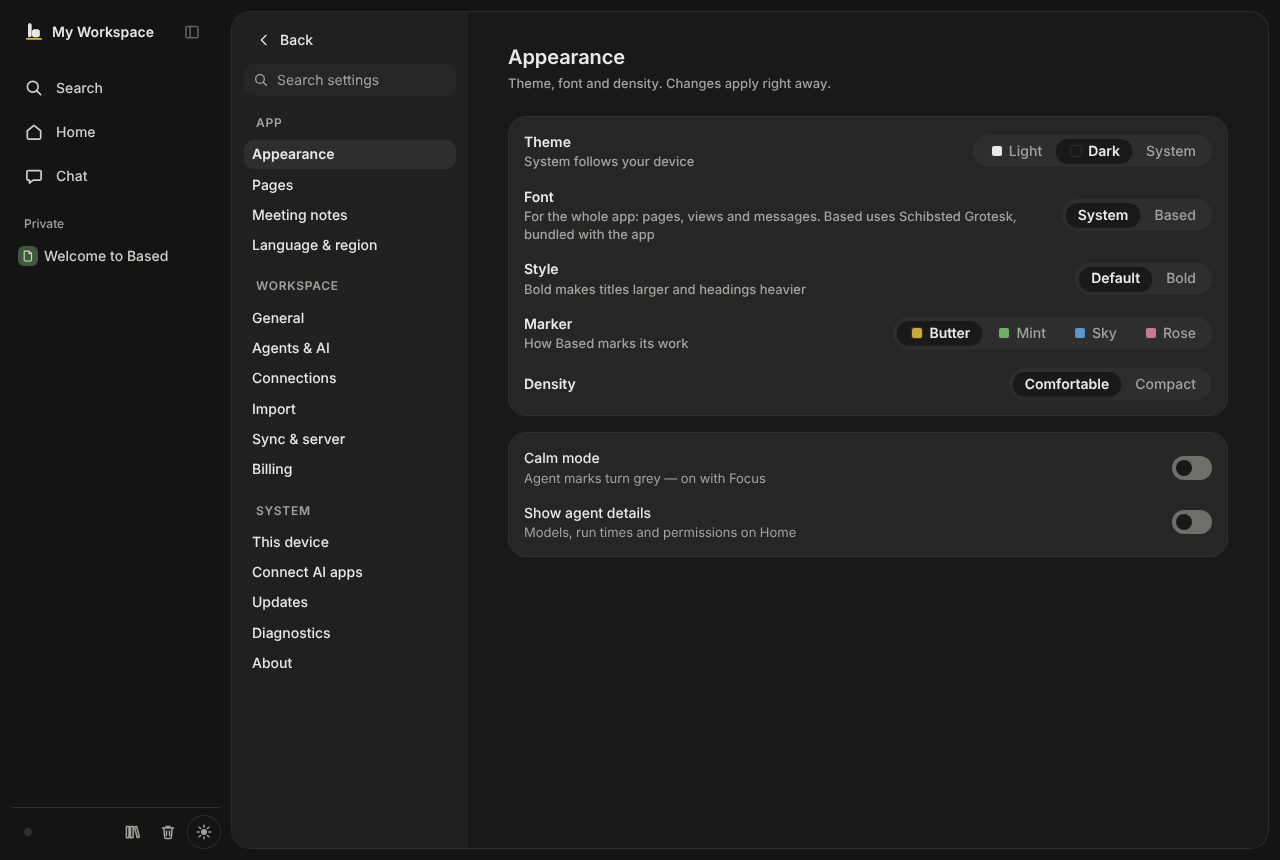 My Workspace
Search
Home
Chat
Private
Welcome to Based
Back
Search settings
APP
Appearance
Pages
Meeting notes
Language & region
WORKSPACE
General
Agents & AI
Connections
Import
Sync & server
Billing
SYSTEM
This device
Connect AI apps
Updates
Diagnostics
About
Appearance
Theme, font and density. Changes apply right away.
Theme
System follows your device
Light Dark System
Font
For the whole app: pages, views and messages. Based uses Schibsted Grotesk,
bundled with the app
System Based
Style
Bold makes titles larger and headings heavier
Default Bold
Marker
How Based marks its work
Butter Mint Sky Rose
Density
Comfortable Compact
Calm mode
Agent marks turn grey — on with Focus
Show agent details
Models, run times and permissions on Home